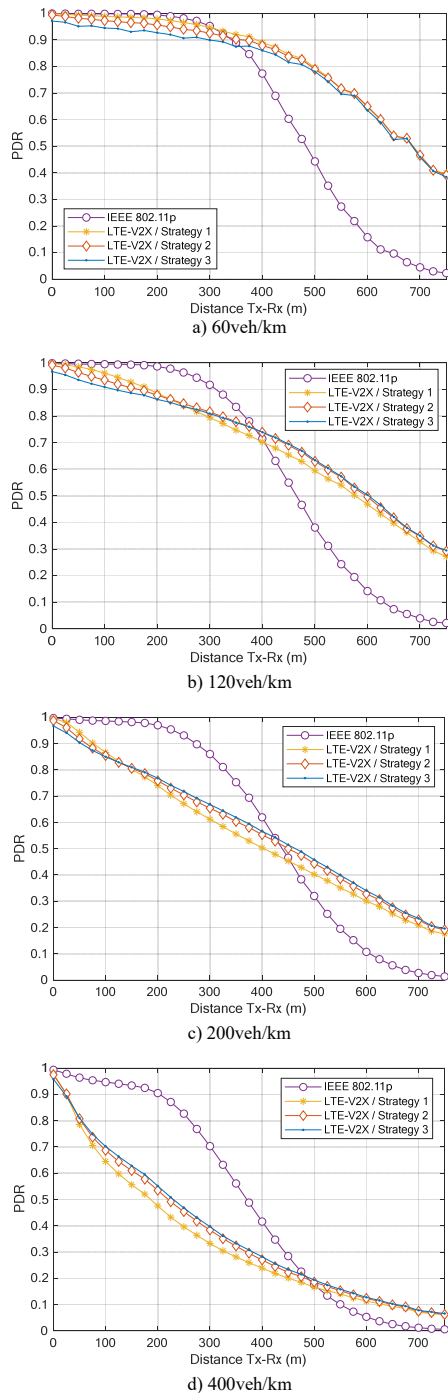 1
0.9
0.8
0.7
0.6
0.5
0.4
0.3
0.2
0.1
0
PDR
IEEE 802.11p
LTE-V2X / Strategy 1
LTE-V2X / Strategy 2
LTE-V2X / Strategy 3
0 100 200 300 400 500 600 700
Distance Tx-Rx (m)
a) 60veh/km
1
0.9
0.8
0.7
0.6
0.5
0.4
0.3
0.2
0.1
0
PDR
IEEE 802.11p
LTE-V2X / Strategy 1
LTE-V2X / Strategy 2
LTE-V2X / Strategy 3
0 100 200 300 400 500 600 700
Distance Tx-Rx (m)
b) 120veh/km
1
0.9
0.8
0.7
0.6
0.5
0.4
0.3
0.2
0.1
0
PDR
IEEE 802.11p
LTE-V2X / Strategy 1
LTE-V2X / Strategy 2
LTE-V2X / Strategy 3
0 100 200 300 400 500 600 700
Distance Tx-Rx (m)
c) 200veh/km
1
0.9
0.8
0.7
0.6
0.5
0.4
0.3
0.2
0.1
0
PDR
IEEE 802.11p
LTE-V2X / Strategy 1
LTE-V2X / Strategy 2
LTE-V2X / Strategy 3
0 100 200 300 400 500 600 700
Distance Tx-Rx (m)
d) 400veh/km